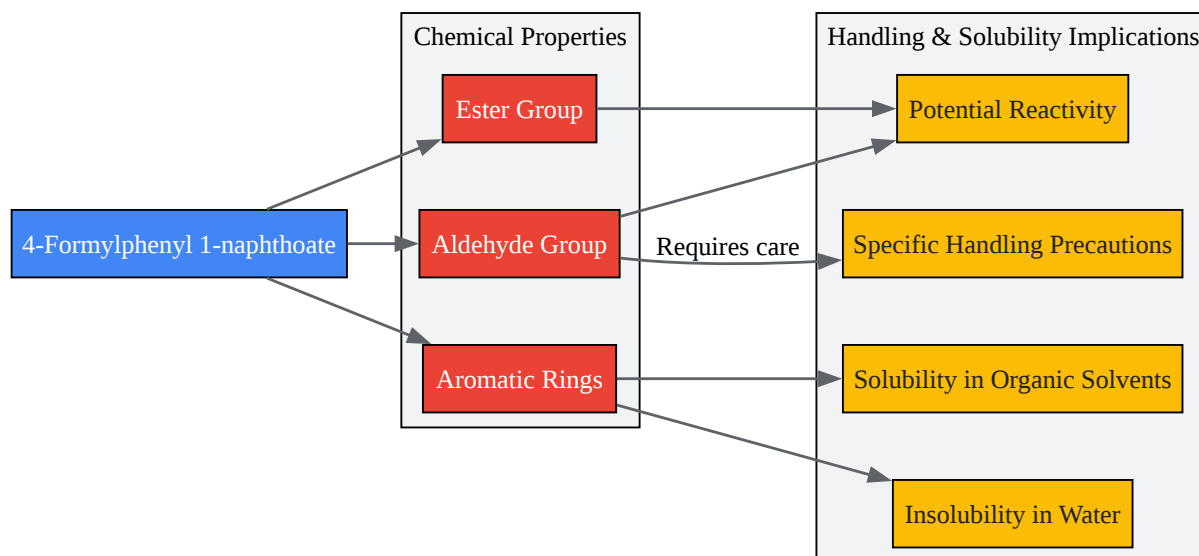 Chemical Properties
Handling & Solubility Implications
Ester Group
Potential Reactivity
4-Formylphenyl 1-naphthoate
Aldehyde Group
Requires care
Specific Handling Precautions
Aromatic Rings
Solubility in Organic Solvents
Insolubility in Water